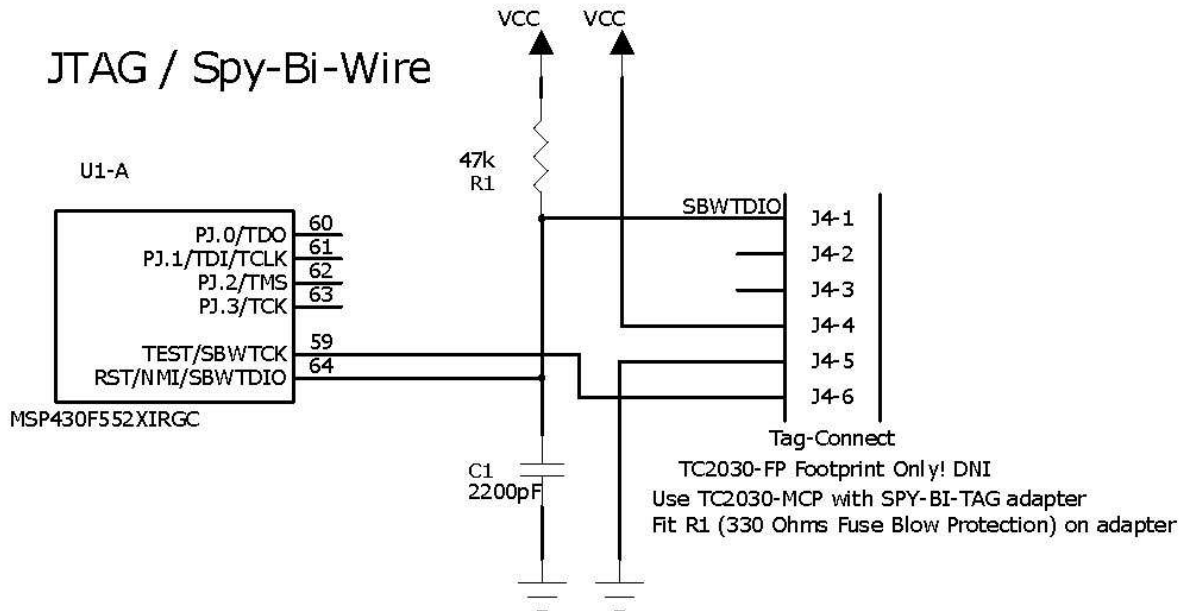 VCC VCC
JTAG / Spy-Bi-Wire
47k
R1
U1-A
SBWTDIO
J4-1
J4-2
J4-3
J4-4
J4-5
J4-6
PJ.0/TDO 60
PJ.1/TDI/TCLK 61
PJ.2/TMS 62
PJ.3/TCK 63
TEST/SBWTCK 59
RST/NMI/SBWTDIO 64
MSP430F552XIRGC
C1
2200pF
Tag-Connect
TC2030-FP Footprint Only! DNI
Use TC2030-MCP with SPY-BI-TAG adapter
Fit R1 (330 Ohms Fuse Blow Protection) on adapter